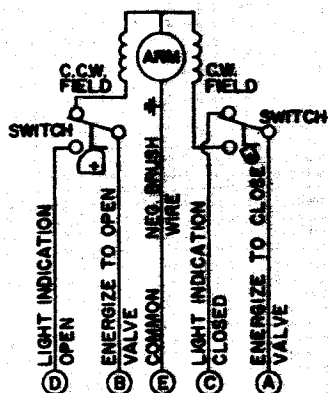 ARM
C.C.W.
FIELD
C.W.
FIELD
SWITCH
SWITCH
LIGHT INDICATION
OPEN
ENERGIZE TO OPEN
VALVE
COMMON NEG. BRUSH
WIRE
LIGHT INDICATION
CLOSED
ENERGIZE TO CLOSE
VALVE
D
B
E
C
A